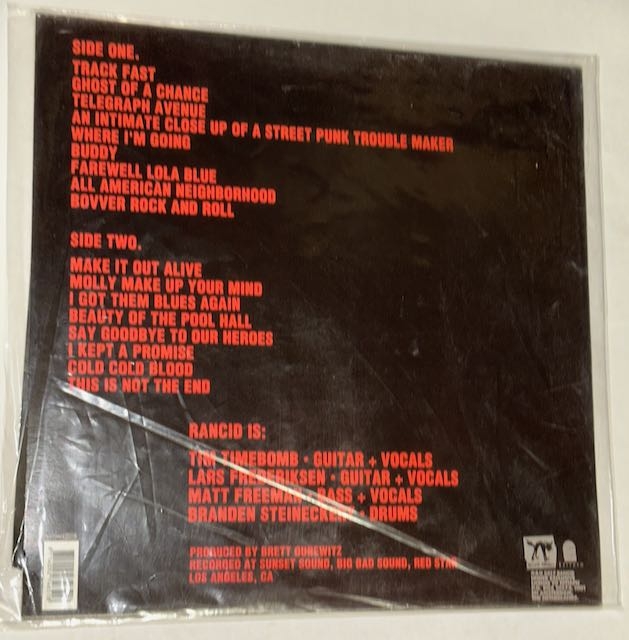 SIDE ONE.
TRACK FAST
GHOST OF A CHANCE
TELEGRAPH AVENUE
AN INTIMATE CLOSE UP OF A STREET PUNK TROUBLE MAKER
WHERE I'M GOING
BUDDY
FAREWELL LOLA BLUE
ALL AMERICAN NEIGHBORHOOD
BOVVER ROCK AND ROLL
SIDE TWO.
MAKE IT OUT ALIVE
MOLLY MAKE UP YOUR MIND
I GOT THEM BLUES AGAIN
BEAUTY OF THE POOL HALL
SAY GOODBYE TO OUR HEROES
I KEPT A PROMISE
COLD COLD BLOOD
THIS IS NOT THE END
RANCID IS:
TIM TIMEBOMB • GUITAR + VOCALS
LARS FREDERIKSEN • GUITAR + VOCALS
MATT FREEMAN • BASS + VOCALS
BRANDEN STEINECKERT • DRUMS
PRODUCED BY BRETT GUREWITZ
RECORDED AT SUNSET SOUND, BIG BAD SOUND, RED STAR
LOS ANGELES, CA